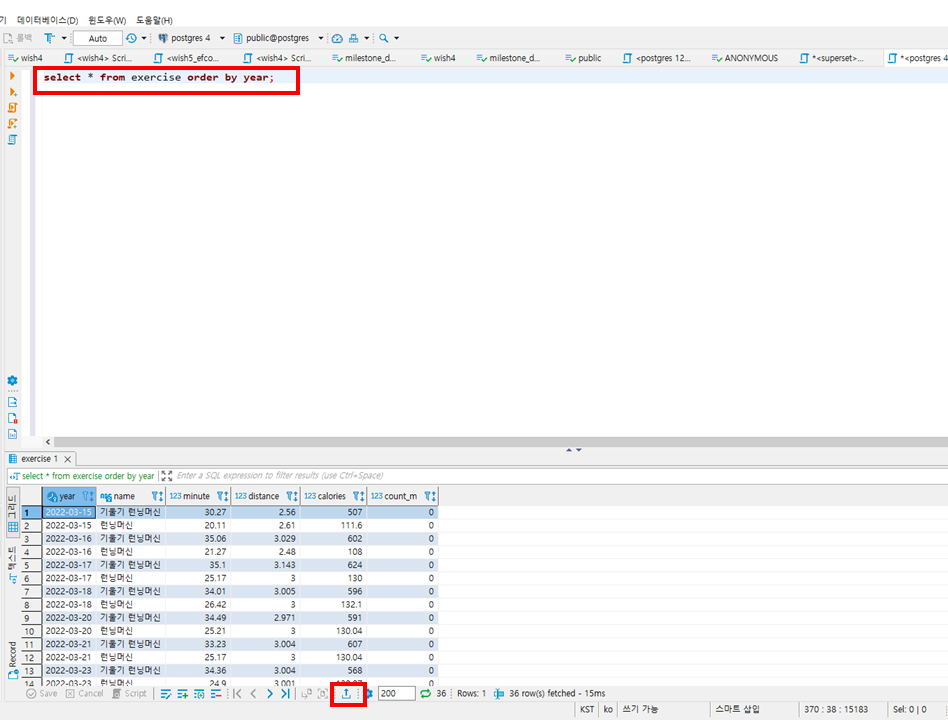 기 데이터베이스(D) 윈도우(W) 도움말(H)
롤백 Auto postgres 4 public@postgres
wish4 <wish4> Scri... <wish5_efco... <wish4> Scri... milestone_d... wish4 milestone_d... public <postgres 12... ANONYMOUS *<superset>... *<postgres 4
select * from exercise order by year;
exercise 1
select * from exercise order by year Enter a SQL expression to filter results (use Ctrl+Space)
그리드
텍스트
Record
year name 123 minute 123 distance 123 calories 123 count_m
1 2022-03-15 기울기 런닝머신 30.27 2.56 507 0
2 2022-03-15 런닝머신 20.11 2.61 111.6 0
3 2022-03-16 기울기 런닝머신 35.06 3.029 602 0
4 2022-03-16 런닝머신 21.27 2.48 108 0
5 2022-03-17 기울기 런닝머신 35.1 3.143 624 0
6 2022-03-17 런닝머신 25.17 3 130 0
7 2022-03-18 기울기 런닝머신 34.01 3.005 596 0
8 2022-03-18 런닝머신 26.42 3 132.1 0
9 2022-03-20 기울기 런닝머신 34.49 2.971 591 0
10 2022-03-20 런닝머신 25.21 3 130.04 0
11 2022-03-21 기울기 런닝머신 33.23 3.004 607 0
12 2022-03-21 런닝머신 25.17 3 130.04 0
13 2022-03-23 기울기 런닝머신 34.36 3.004 568 0
14 2022-03-23 런닝머신 24.9 3.001 0
Save Cancel Script 200 36 Rows: 1 36 row(s) fetched - 15ms
KST ko 쓰기 가능 스마트 삽입 370 : 38 : 15183 Sel: 0 | 0